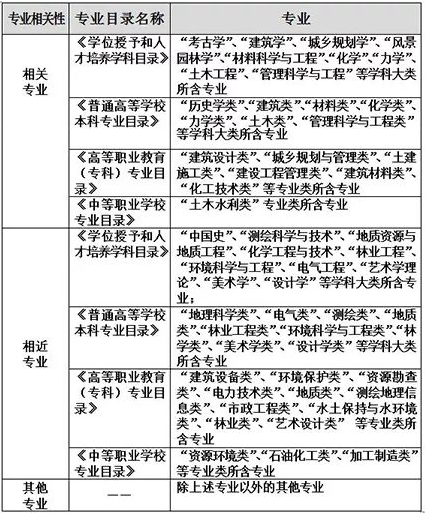 专业相关性 专业目录名称 专业
相关
专业
《学位授予和人
才培养学科目录》
“考古学”、“建筑学”、“城乡规划学”、“风景
园林学”、“材料科学与工程”、“化学”、“力学”、
“土木工程”、“管理科学与工程”等学科大类
所含专业
《普通高等学校
本科专业目录》
“历史学类”、“建筑类”、“材料类”、“化学类”、
“力学类”、“土木类”、“管理科学与工程类”
等学科大类所含专业
《高等职业教育
（专科）专业目
录》
“建筑设计类”、“城乡规划与管理类”、“土建
施工类”、“建设工程管理类”、“建筑材料类”、
“化工技术类”等专业类所含专业
《中等职业学校
专业目录》
“土木水利类”专业类所含专业
相近
专业
《学位授予和人
才培养学科目录》
“中国史”、“测绘科学与技术”、“地质资源与
地质工程”、“化学工程与技术”、“林业工程”、
“环境科学与工程”、“电气工程”、“艺术学理
论”、“美术学”、“设计学”等学科大类所含专
业；
《普通高等学校
本科专业目录》
“地理科学类”、“电气类”、“测绘类”、“地质
类”、“林业工程类”、“环境科学与工程类”、“林
学类”、“美术学类”、“设计学类”等学科大类
所含专业
《高等职业教育
（专科）专业目
录》
“建筑设备类”、“环境保护类”、“资源勘查
类”、“电力技术类”、“地质类”、“测绘地理信
息类”、“市政工程类”、“水土保持与水环境
类”、“林业类”、“艺术设计类” 等专业类所
含专业
《中等职业学校
专业目录》
“资源环境类”、“石油化工类”、“加工制造类”
等专业类所含专业
其他
专业
——
除上述专业以外的其他专业